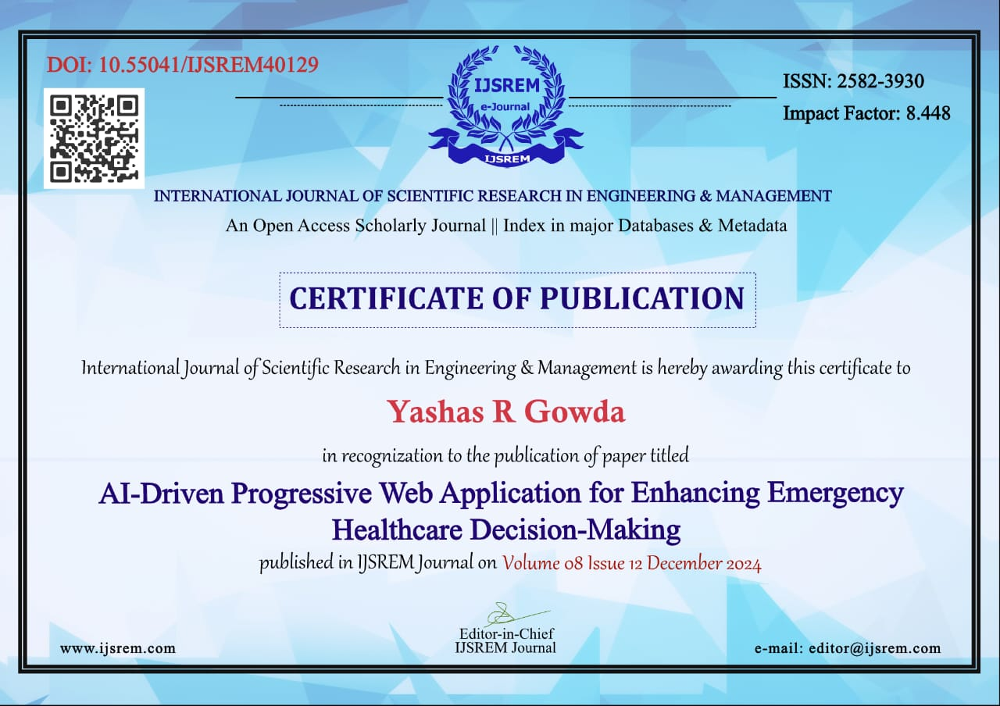 DOI: 10.55041/IJSREM40129
IJSREM
e-Journal
IJSREM
ISSN: 2582-3930
Impact Factor: 8.448
INTERNATIONAL JOURNAL OF SCIENTIFIC RESEARCH IN ENGINEERING & MANAGEMENT
An Open Access Scholarly Journal || Index in major Databases & Metadata
CERTIFICATE OF PUBLICATION
International Journal of Scientific Research in Engineering & Management is hereby awarding this certificate to
Yashas R Gowda
in recognization to the publication of paper titled
AI-Driven Progressive Web Application for Enhancing Emergency
Healthcare Decision-Making
published in IJSREM Journal on Volume 08 Issue 12 December 2024
Editor-in-Chief
IJSREM Journal
www.ijsrem.com
e-mail: editor@ijsrem.com